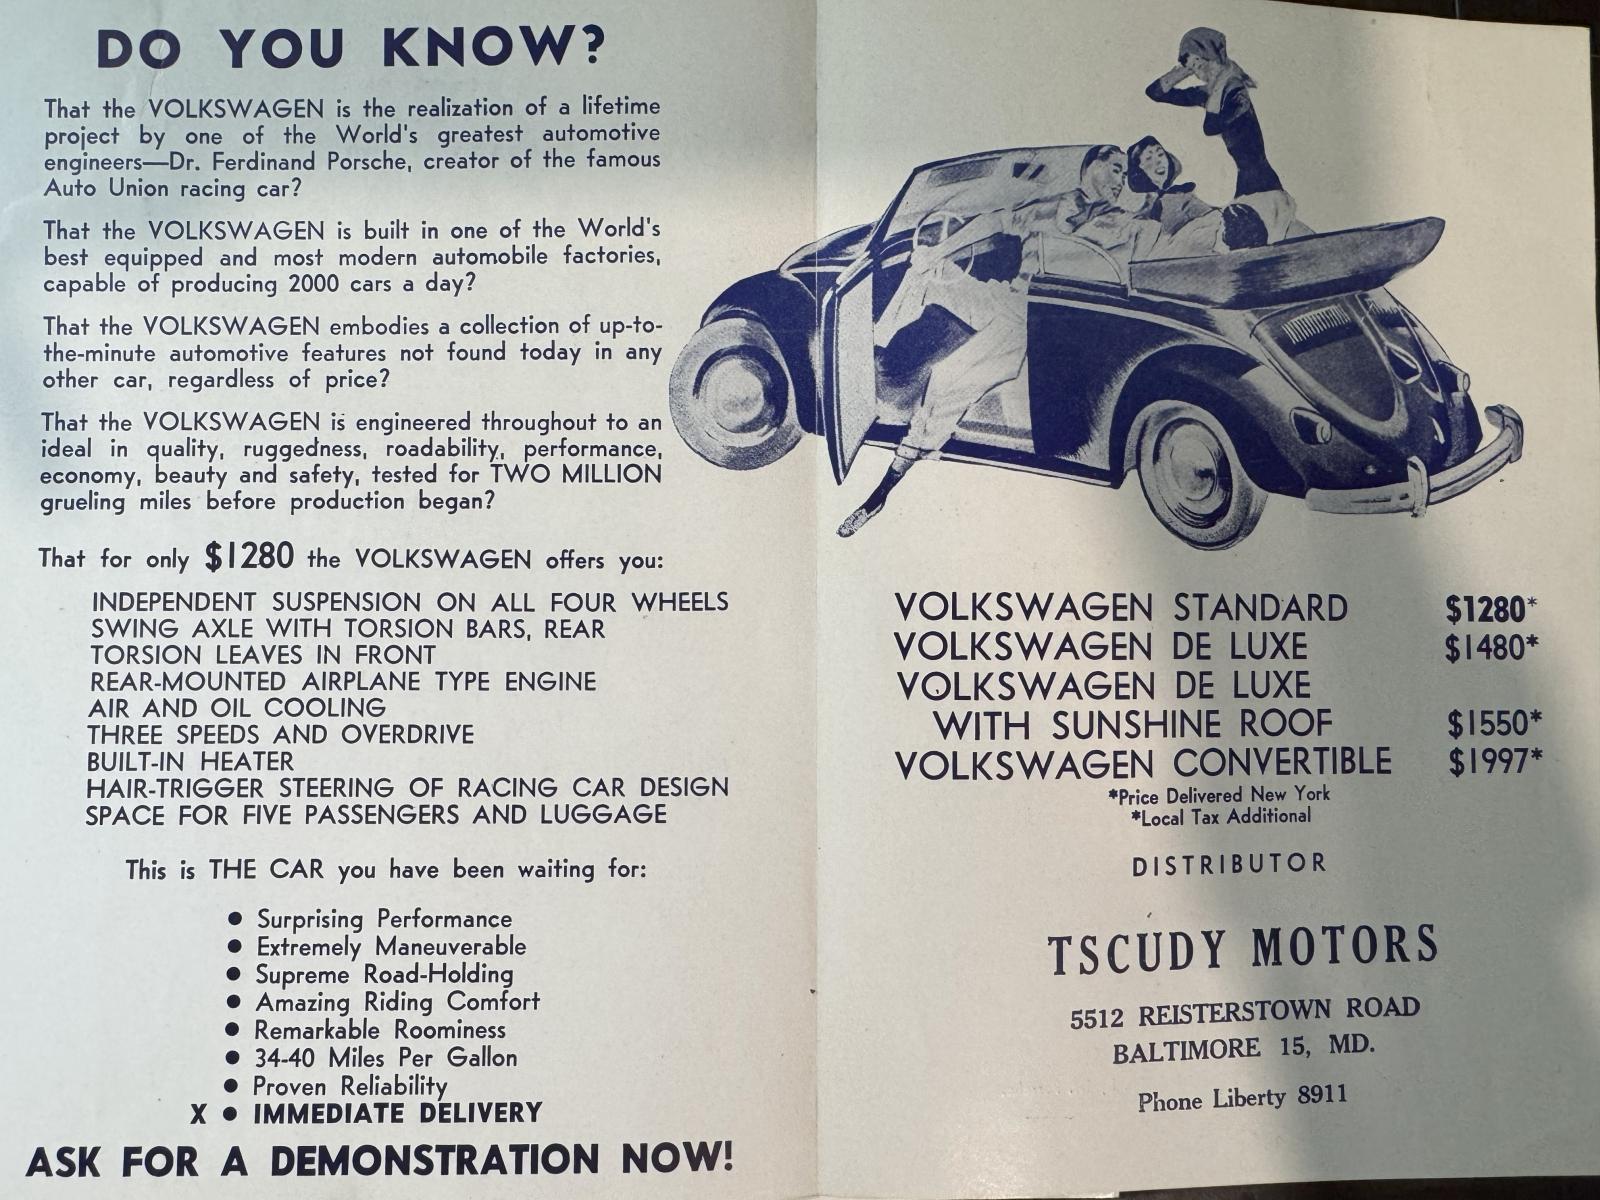 DO YOU KNOW?
That the VOLKSWAGEN is the realization of a lifetime
project by one of the World's greatest automotive
engineers—Dr. Ferdinand Porsche, creator of the famous
Auto Union racing car?
That the VOLKSWAGEN is built in one of the World's
best equipped and most modern automobile factories,
capable of producing 2000 cars a day?
That the VOLKSWAGEN embodies a collection of up-to-
the-minute automotive features not found today in any
other car, regardless of price?
That the VOLKSWAGEN is engineered throughout to an
ideal in quality, ruggedness, roadability, performance,
economy, beauty and safety, tested for TWO MILLION
grueling miles before production began?
That for only $1280 the VOLKSWAGEN offers you:
INDEPENDENT SUSPENSION ON ALL FOUR WHEELS
SWING AXLE WITH TORSION BARS, REAR
TORSION LEAVES IN FRONT
REAR-MOUNTED AIRPLANE TYPE ENGINE
AIR AND OIL COOLING
THREE SPEEDS AND OVERDRIVE
BUILT-IN HEATER
HAIR-TRIGGER STEERING OF RACING CAR DESIGN
SPACE FOR FIVE PASSENGERS AND LUGGAGE
This is THE CAR you have been waiting for:
● Surprising Performance
● Extremely Maneuverable
● Supreme Road-Holding
● Amazing Riding Comfort
● Remarkable Roominess
● 34-40 Miles Per Gallon
● Proven Reliability
X ● IMMEDIATE DELIVERY
ASK FOR A DEMONSTRATION NOW!
VOLKSWAGEN STANDARD $1280*
VOLKSWAGEN DE LUXE $1480*
VOLKSWAGEN DE LUXE
WITH SUNSHINE ROOF $1550*
VOLKSWAGEN CONVERTIBLE $1997*
*Price Delivered New York
*Local Tax Additional
DISTRIBUTOR
TSCUDY MOTORS
5512 REISTERSTOWN ROAD
BALTIMORE 15, MD.
Phone Liberty 8911